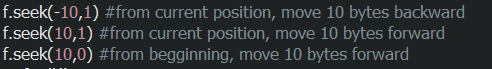 f.seek(-10,1) #from current position, move 10 bytes backward
f.seek(10,1) #from current position, move 10 bytes forward
f.seek(10,0) #from begginning, move 10 bytes forward